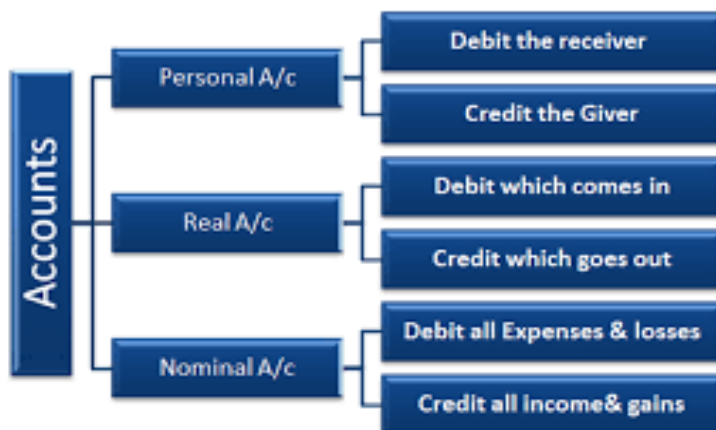 Accounts
Personal A/c
Debit the receiver
Credit the Giver
Real A/c
Debit which comes in
Credit which goes out
Nominal A/c
Debit all Expenses & losses
Credit all income& gains